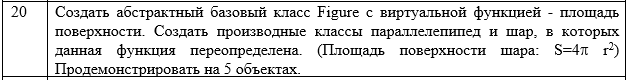 20 Создать абстрактный базовый класс Figure с виртуальной функцией - площадь
поверхности. Создать производные классы параллелепипед и шар, в которых
данная функция переопределена. (Площадь поверхности шара: S=4π r²)
Продемонстрировать на 5 объектах.